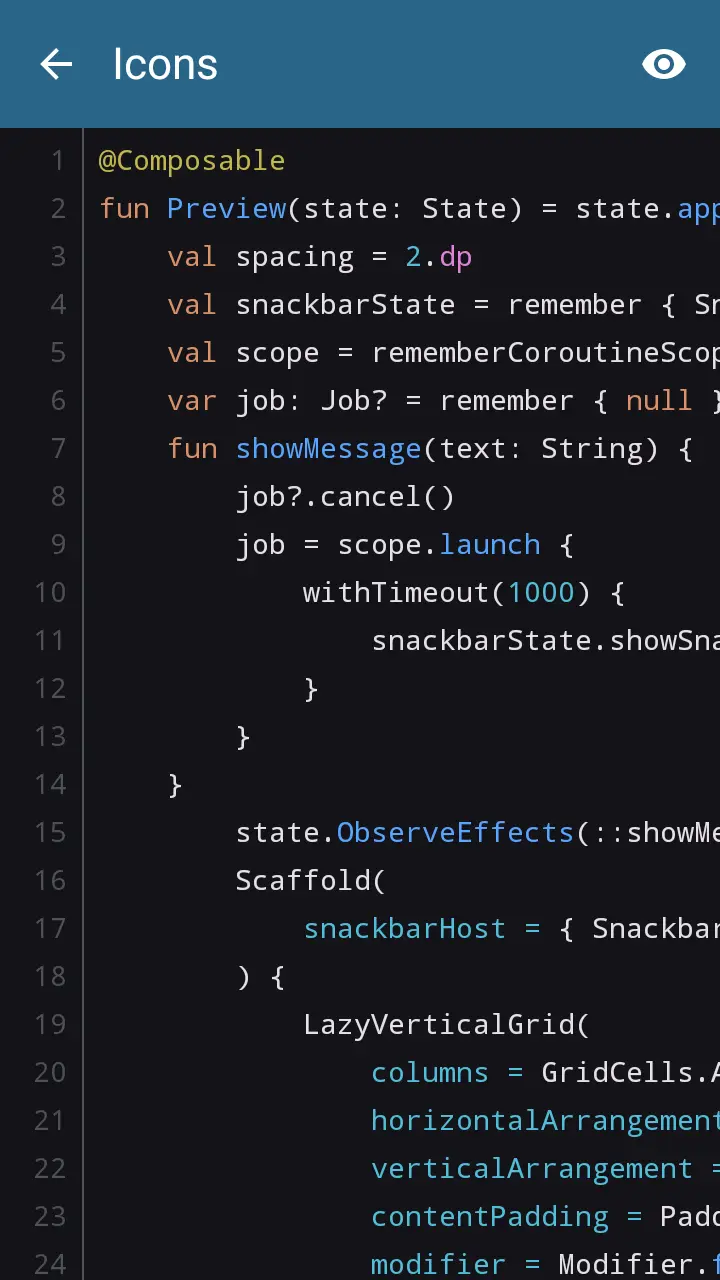 Icons
1 @Composable
2 fun Preview(state: State) = state.app
3 val spacing = 2.dp
4 val snackbarState = remember { Sn
5 val scope = rememberCoroutineScop
6 var job: Job? = remember { null }
7 fun showMessage(text: String) {
8 job?.cancel()
9 job = scope.launch {
10 withTimeout(1000) {
11 snackbarState.showSna
12 }
13 }
14 }
15 state.ObserveEffects(::showMe
16 Scaffold(
17 snackbarHost = { Snackbar
18 ) {
19 LazyVerticalGrid(
20 columns = GridCells.A
21 horizontalArrangement
22 verticalArrangement =
23 contentPadding = Padd
24 modifier = Modifier.f